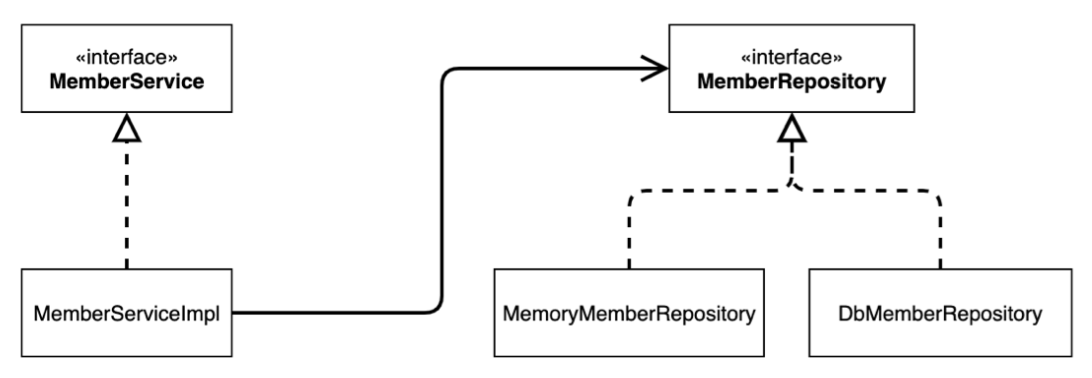 «interface»
MemberService
«interface»
MemberRepository
MemberServiceImpl
MemoryMemberRepository
DbMemberRepository